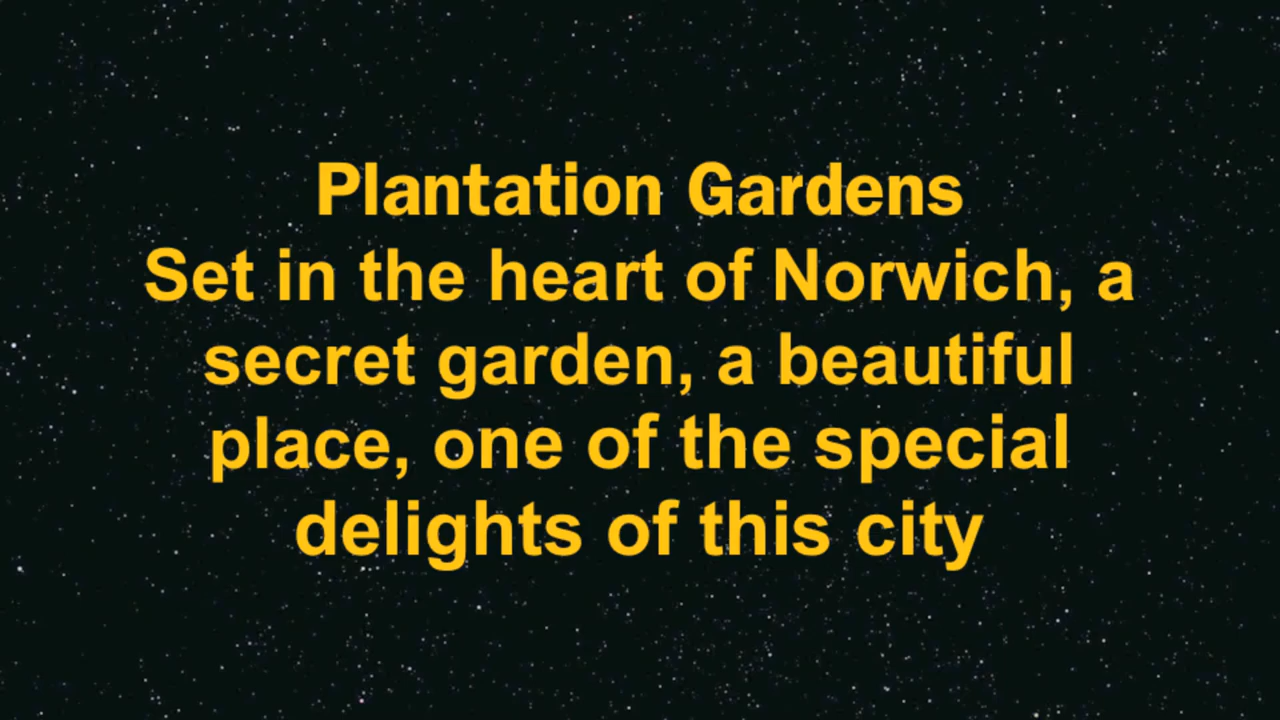 Plantation Gardens
Set in the heart of Norwich, a
secret garden, a beautiful
place, one of the special
delights of this city